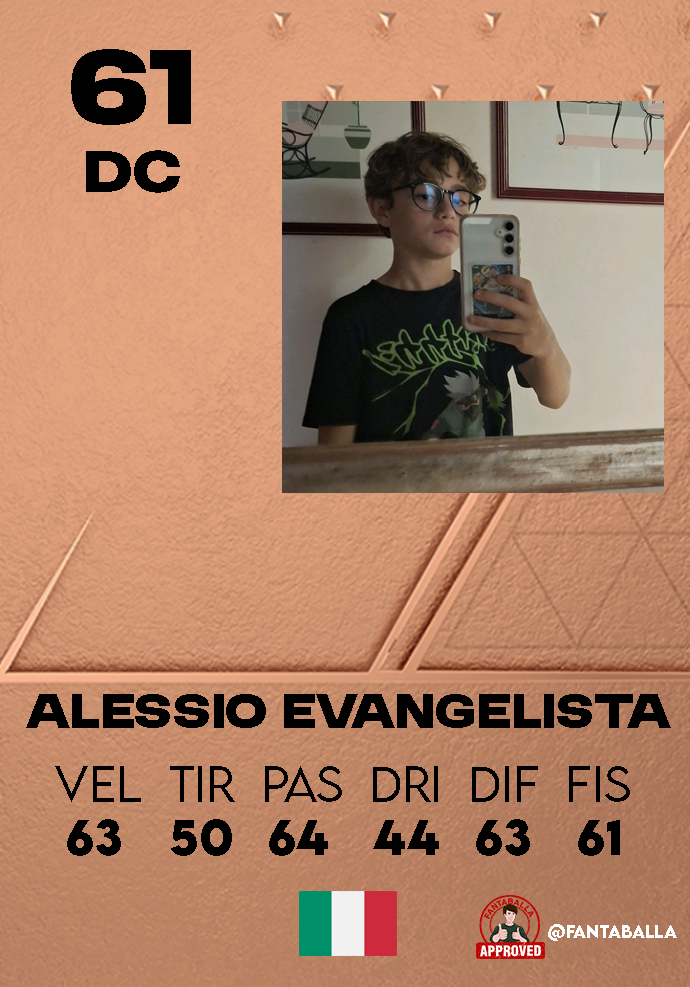 61
DC
ALESSIO EVANGELISTA
VEL TIR PAS DRI DIF FIS
63 50 64 44 63 61
FANTABALLA
APPROVED
@FANTABALLA